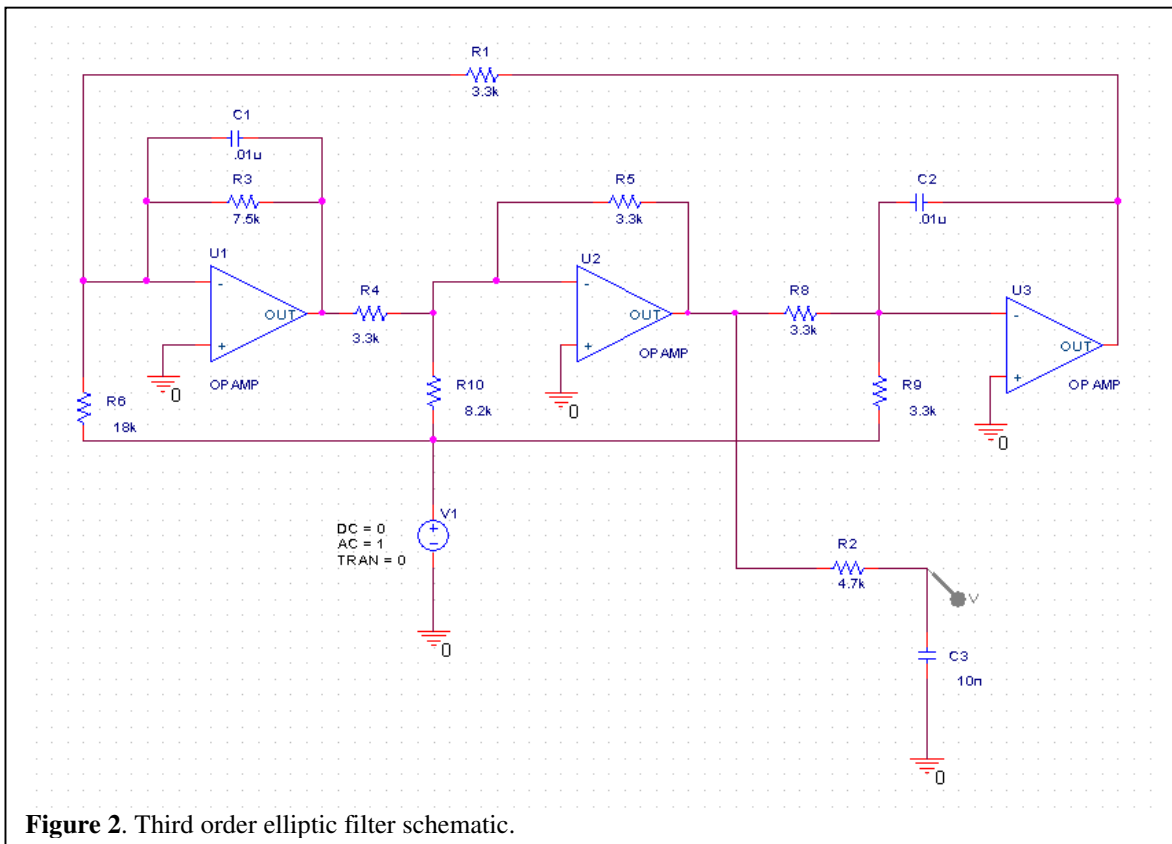 R1
3.3k
C1
.01u
R3
7.5k
R5
3.3k
C2
.01u
U1
-
+
OUT
OPAMP
0
R4
3.3k
U2
-
+
OUT
OPAMP
0
R8
3.3k
U3
-
+
OUT
OPAMP
0
R6
18k
R10
8.2k
R9
3.3k
V1
+
-
DC = 0
AC = 1
TRAN = 0
0
R2
4.7k
V
C3
10n
0
Figure 2. Third order elliptic filter schematic.